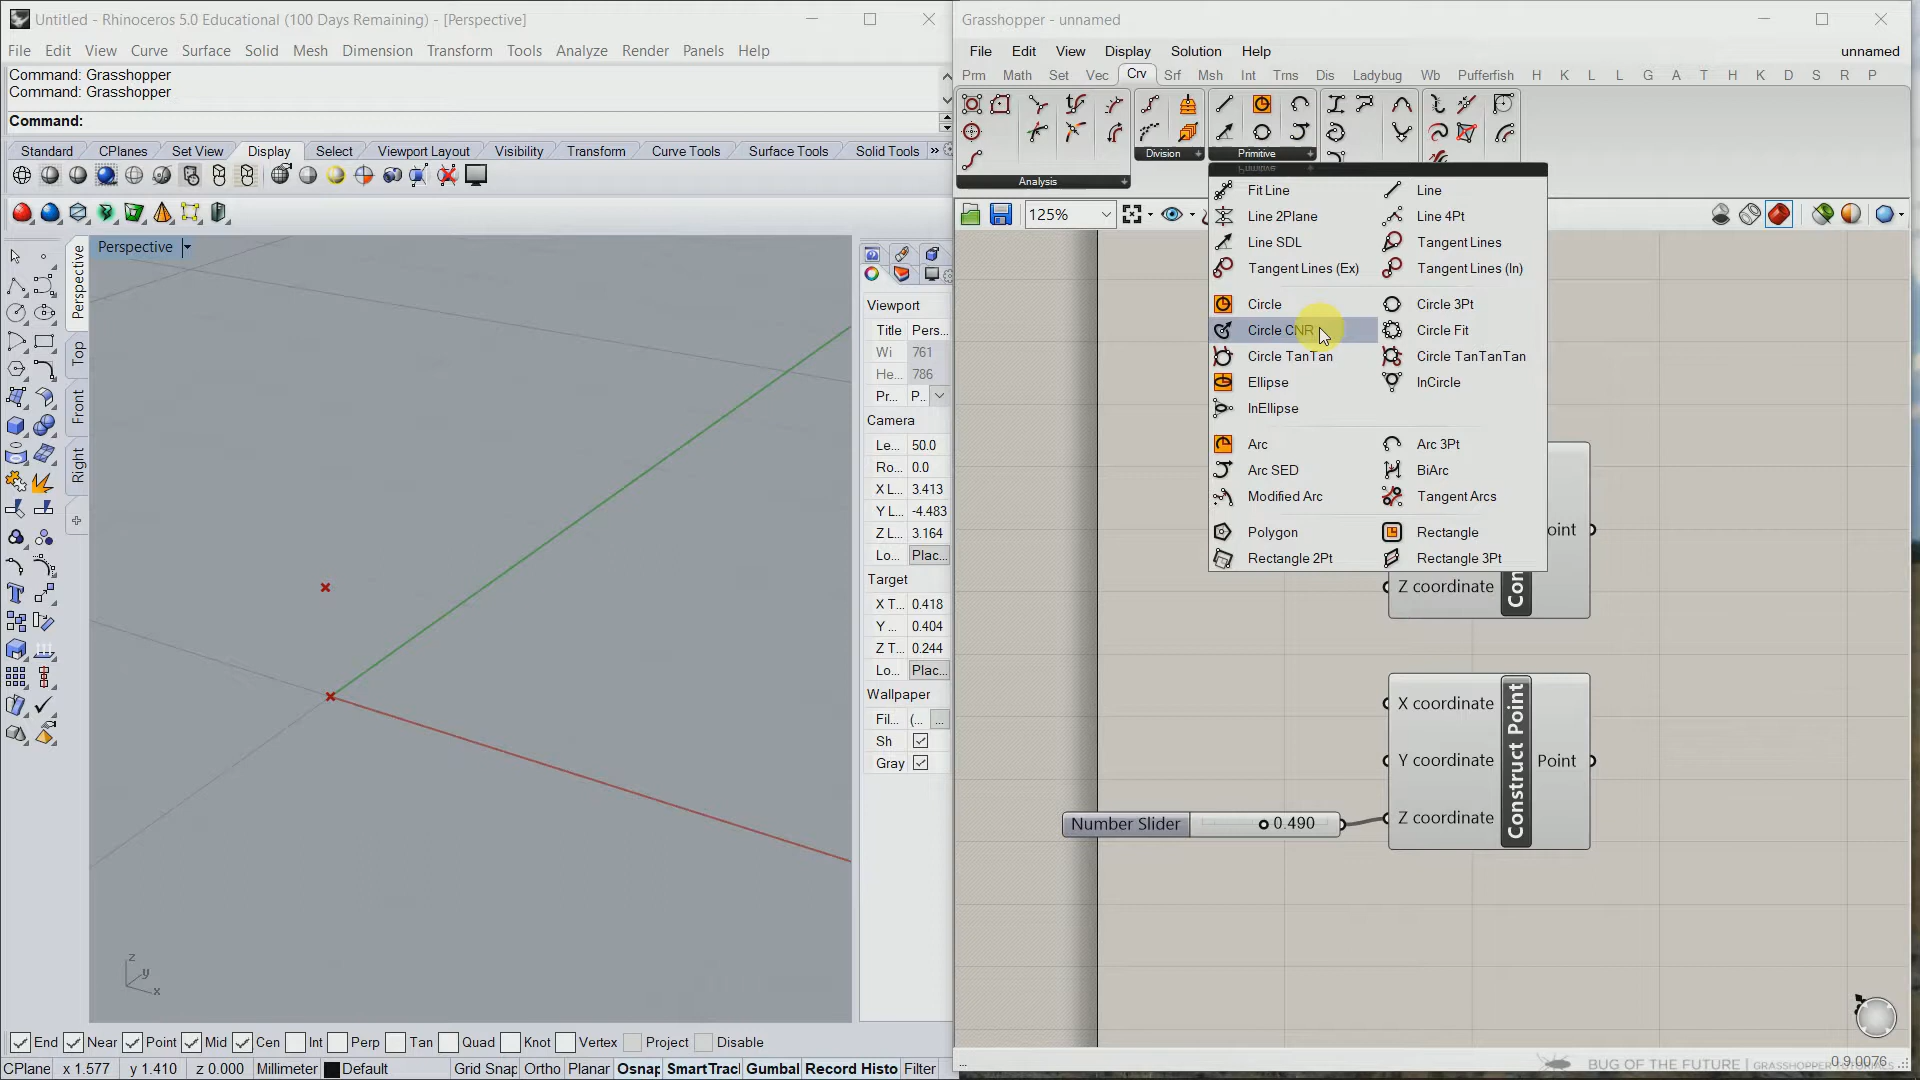 Untitled - Rhinoceros 5.0 Educational (100 Days Remaining) - [Perspective]
File Edit View Curve Surface Solid Mesh Dimension Transform Tools Analyze Render Panels Help
Command: Grasshopper
Command: Grasshopper
Command:
Standard CPlanes Set View Display Select Viewport Layout Visibility Transform Curve Tools Surface Tools Solid Tools »
Perspective
Perspective
Top
Front
Right
Viewport
Title Pers...
Wi 761
He... 786
Pr... P..
Camera
Le... 50.0
Ro... 0.0
X L... 3.413
Y L... -4.483
Z L... 3.164
Lo... Plac...
Target
X T... 0.418
Y ... 0.404
Z T... 0.244
Lo... Plac...
Wallpaper
Fil... (... ...
Sh
Gray
z
y
x
End Near Point Mid Cen Int Perp Tan Quad Knot Vertex Project Disable
CPlane x 1.577 y 1.410 z 0.000 Millimeter Default Grid Snap Ortho Planar Osnap SmartTrack Gumbal Record Histo Filter
Grasshopper - unnamed
File Edit View Display Solution Help unnamed
Prm Math Set Vec Crv Srf Msh Int Trns Dis Ladybug Wb Pufferfish H K L L G A T H K D S R P
Division Primitive
Analysis
125%
Fit Line Line
Line 2Plane Line 4Pt
Line SDL Tangent Lines
Tangent Lines (Ex) Tangent Lines (In)
Circle Circle 3Pt
Circle CNR Circle Fit
Circle TanTan Circle TanTanTan
Ellipse InCircle
InEllipse
Arc Arc 3Pt
Arc SED BiArc
Modified Arc Tangent Arcs
Polygon Rectangle
Rectangle 2Pt Rectangle 3Pt
oint
Z coordinate
Con
X coordinate
Y coordinate
Z coordinate
Construct Point
Point
Number Slider 0.490
...
BUG OF THE FUTURE | GRASSHOPPER TUTORIALS
0.9.0076